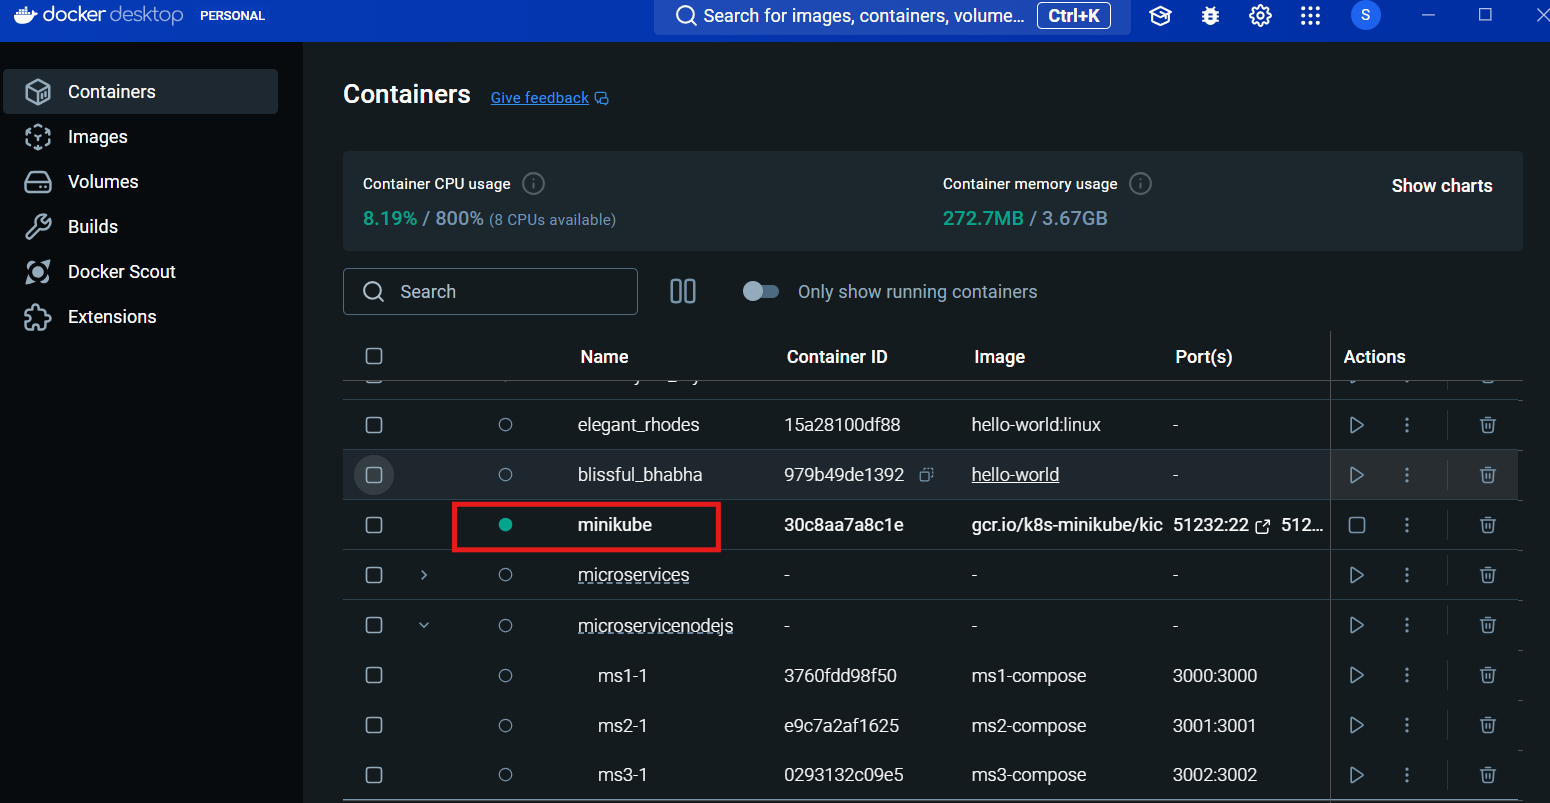 docker desktop PERSONAL
Search for images, containers, volume... Ctrl+K
S
Containers
Images
Volumes
Builds
Docker Scout
Extensions
Containers Give feedback
Container CPU usage
8.19% / 800% (8 CPUs available)
Container memory usage
272.7MB / 3.67GB
Show charts
Search
Only show running containers
Name Container ID Image Port(s) Actions
elegant_rhodes 15a28100df88 hello-world:linux -
blissful_bhabha 979b49de1392 hello-world -
minikube 30c8aa7a8c1e gcr.io/k8s-minikube/kic 51232:22 512...
microservices - - -
microservicenodejs - - -
ms1-1 3760fdd98f50 ms1-compose 3000:3000
ms2-1 e9c7a2af1625 ms2-compose 3001:3001
ms3-1 0293132c09e5 ms3-compose 3002:3002